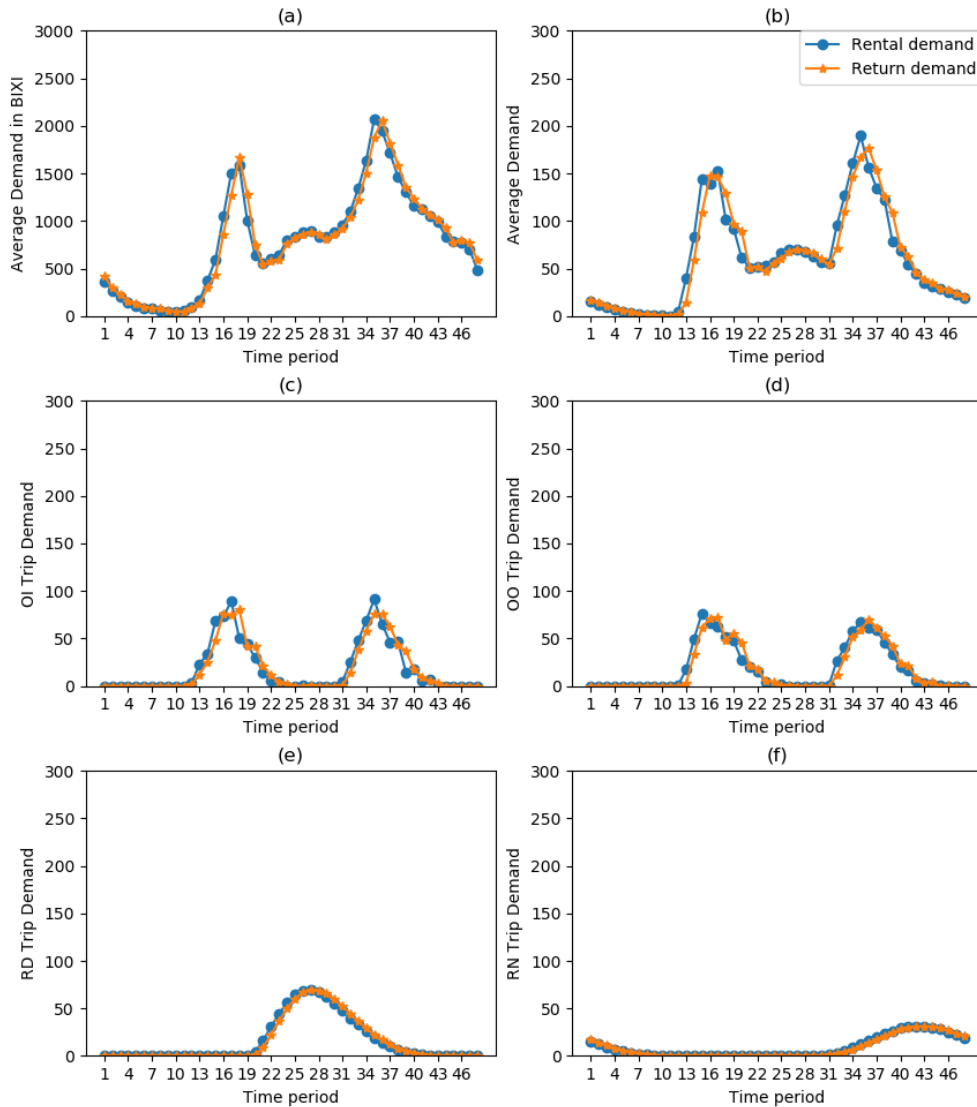 (a)
3000
2500
2000
1500
1000
500
0
Average Demand in BIXI
1 4 7 10 13 16 19 22 25 28 31 34 37 40 43 46
Time period
(b)
Rental demand
Return demand
300
250
200
150
100
50
0
Average Demand
1 4 7 10 13 16 19 22 25 28 31 34 37 40 43 46
Time period
(c)
300
250
200
150
100
50
0
OI Trip Demand
1 4 7 10 13 16 19 22 25 28 31 34 37 40 43 46
Time period
(d)
300
250
200
150
100
50
0
OO Trip Demand
1 4 7 10 13 16 19 22 25 28 31 34 37 40 43 46
Time period
(e)
300
250
200
150
100
50
0
RD Trip Demand
1 4 7 10 13 16 19 22 25 28 31 34 37 40 43 46
Time period
(f)
300
250
200
150
100
50
0
RN Trip Demand
1 4 7 10 13 16 19 22 25 28 31 34 37 40 43 46
Time period